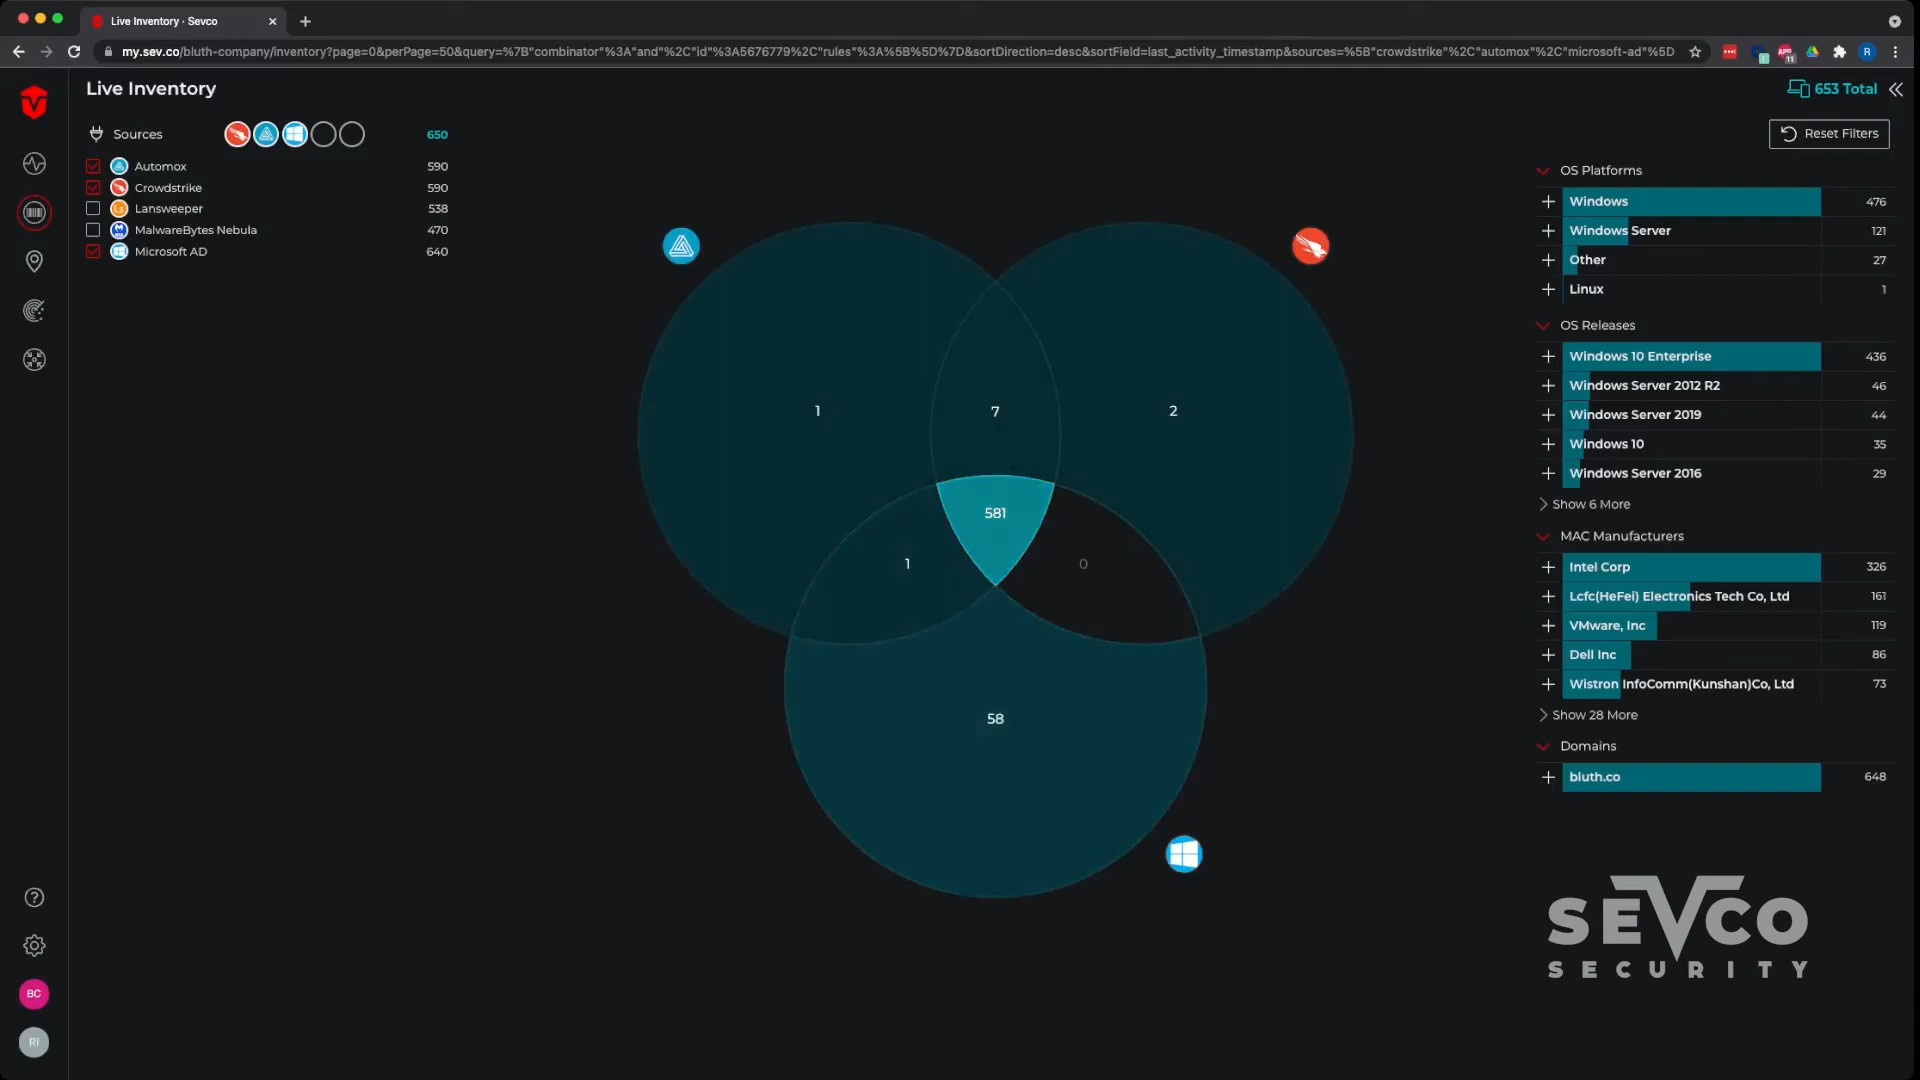 Live Inventory · Sevco
my.sev.co/bluth-company/inventory?page=0&perPage=50&query=%7B"combinator"%3A"and"%2C"id"%3A5676779%2C"rules"%3A%5B%5D%7D&sortDirection=desc&sortField=last_activity_timestamp&sources=%5B"crowdstrike"%2C"automox"%2C"microsoft-ad"%5D
1
11
R
Live Inventory
653 Total
Sources
650
Reset Filters
Automox 590
Crowdstrike 590
Ls Lansweeper 538
MalwareBytes Nebula 470
Microsoft AD 640
1
7
2
581
1
0
58
OS Platforms
Windows 476
Windows Server 121
Other 27
Linux 1
OS Releases
Windows 10 Enterprise 436
Windows Server 2012 R2 46
Windows Server 2019 44
Windows 10 35
Windows Server 2016 29
Show 6 More
MAC Manufacturers
Intel Corp 326
Lcfc(HeFei) Electronics Tech Co, Ltd 161
VMware, Inc 119
Dell Inc 86
Wistron InfoComm(Kunshan)Co, Ltd 73
Show 28 More
Domains
bluth.co 648
SEVCO
SECURITY
?
BC
RI